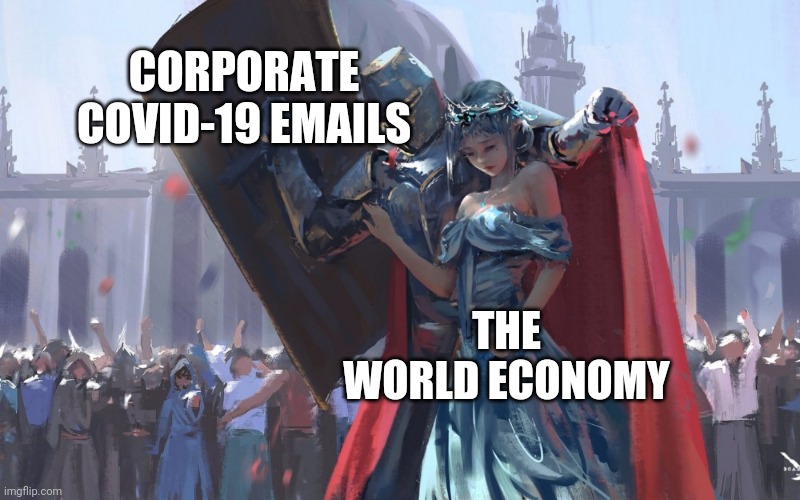 CORPORATE
COVID-19 EMAILS
THE
WORLD ECONOMY
imgflip.com